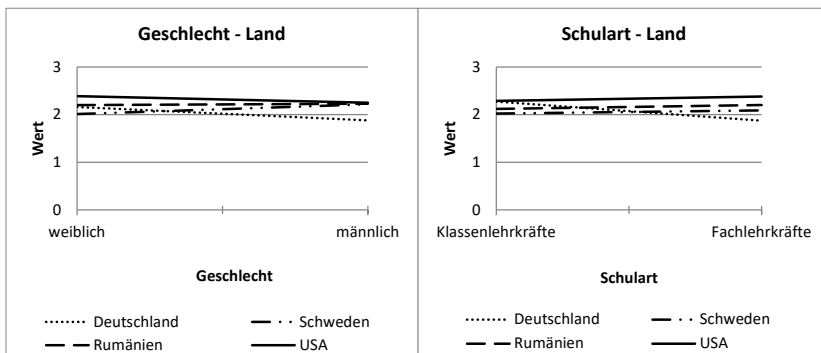 Geschlecht - Land
3
2
1
0
Wert
weiblich
männlich
Geschlecht
Deutschland
Schweden
Rumänien
USA
Schulart - Land
3
2
1
0
Wert
Klassenlehrkräfte
Fachlehrkräfte
Schulart
Deutschland
Schweden
Rumänien
USA